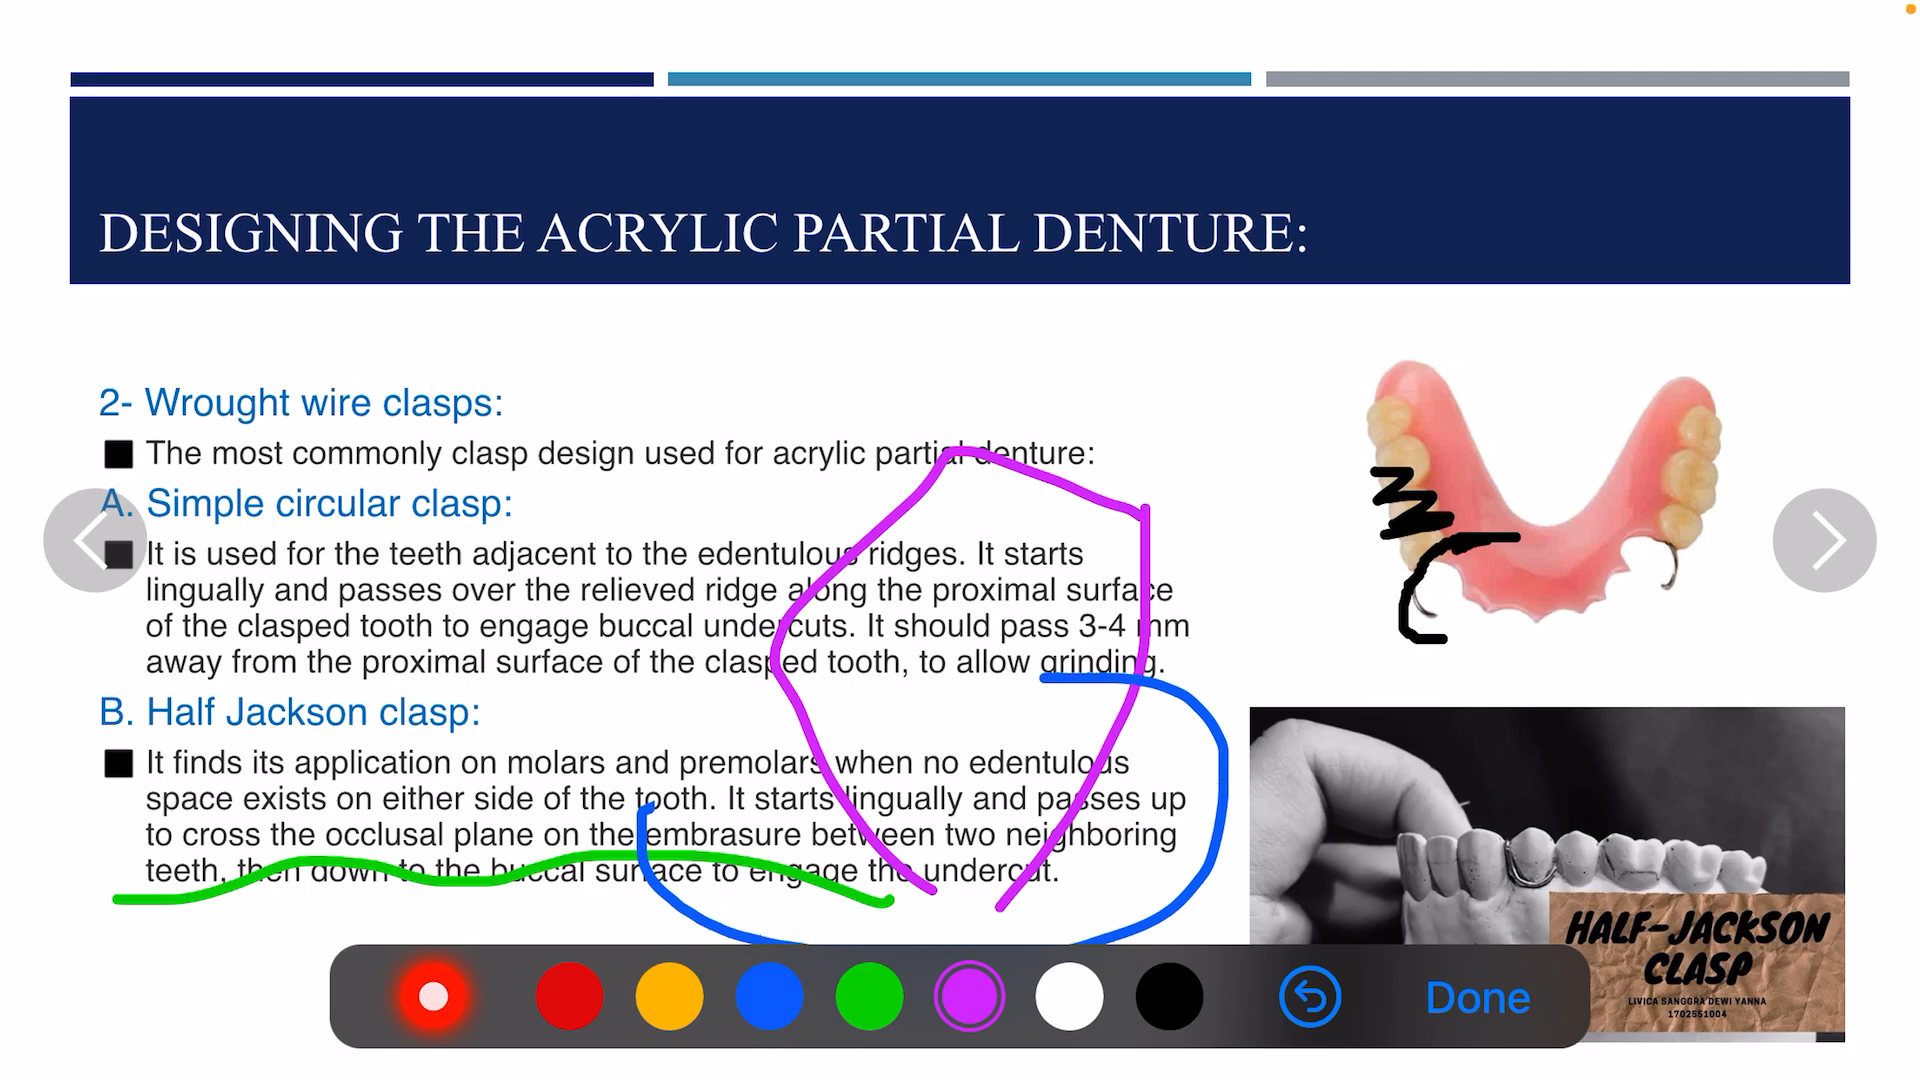 DESIGNING THE ACRYLIC PARTIAL DENTURE:
2- Wrought wire clasps:
The most commonly clasp design used for acrylic partial denture:
A. Simple circular clasp:
It is used for the teeth adjacent to the edentulous ridges. It starts
lingually and passes over the relieved ridge along the proximal surface
of the clasped tooth to engage buccal undercuts. It should pass 3-4 mm
away from the proximal surface of the clasped tooth, to allow grinding.
B. Half Jackson clasp:
It finds its application on molars and premolars when no edentulous
space exists on either side of the tooth. It starts lingually and passes up
to cross the occlusal plane on the embrasure between two neighboring
teeth, then down to the buccal surface to engage the undercut.
HALF-JACKSON
CLASP
LIVICA SANGGRA DEWI YANNA
1702551004
Done